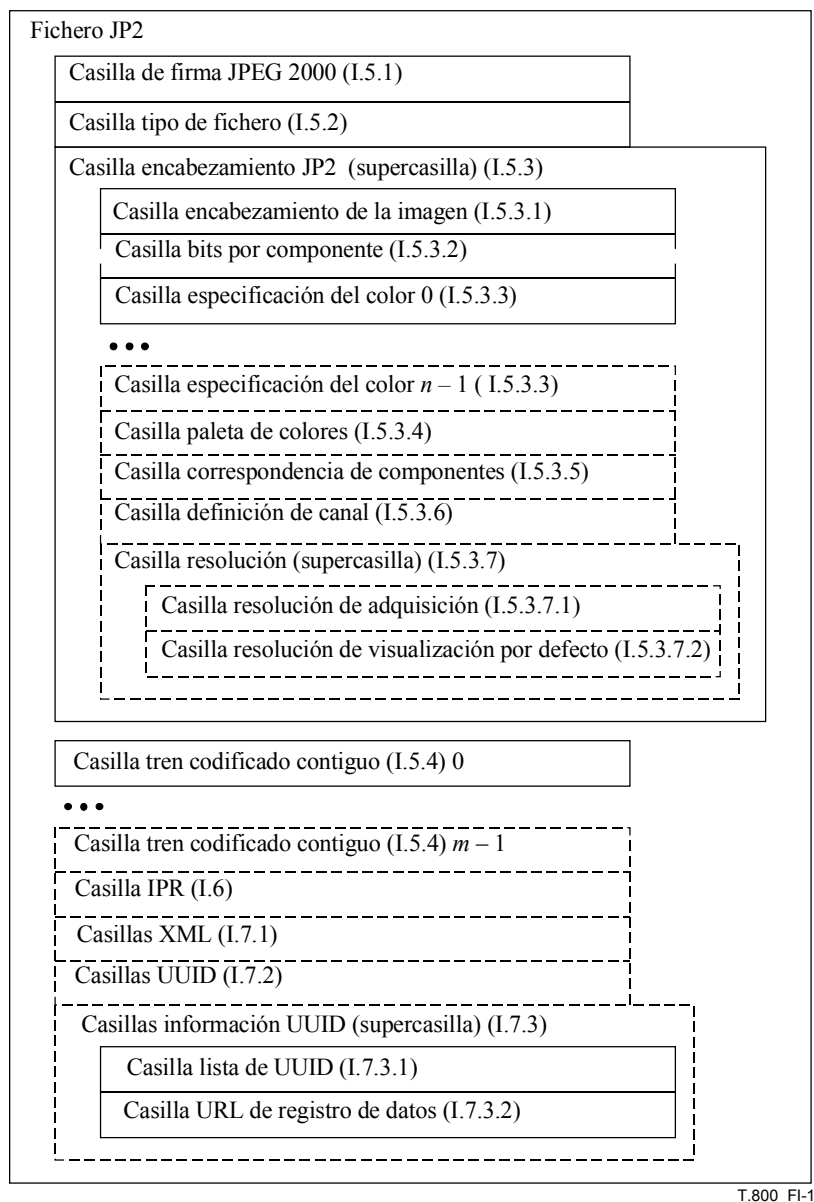 Fichero JP2
Casilla de firma JPEG 2000 (I.5.1)
Casilla tipo de fichero (I.5.2)
Casilla encabezamiento JP2 (supercasilla) (I.5.3)
Casilla encabezamiento de la imagen (I.5.3.1)
Casilla bits por componente (I.5.3.2)
Casilla especificación del color 0 (I.5.3.3)
•••
Casilla especificación del color n – 1 ( I.5.3.3)
Casilla paleta de colores (I.5.3.4)
Casilla correspondencia de componentes (I.5.3.5)
Casilla definición de canal (I.5.3.6)
Casilla resolución (supercasilla) (I.5.3.7)
Casilla resolución de adquisición (I.5.3.7.1)
Casilla resolución de visualización por defecto (I.5.3.7.2)
Casilla tren codificado contiguo (I.5.4) 0
•••
Casilla tren codificado contiguo (I.5.4) m – 1
Casilla IPR (I.6)
Casillas XML (I.7.1)
Casillas UUID (I.7.2)
Casillas información UUID (supercasilla) (I.7.3)
Casilla lista de UUID (I.7.3.1)
Casilla URL de registro de datos (I.7.3.2)
T.800_FI-1